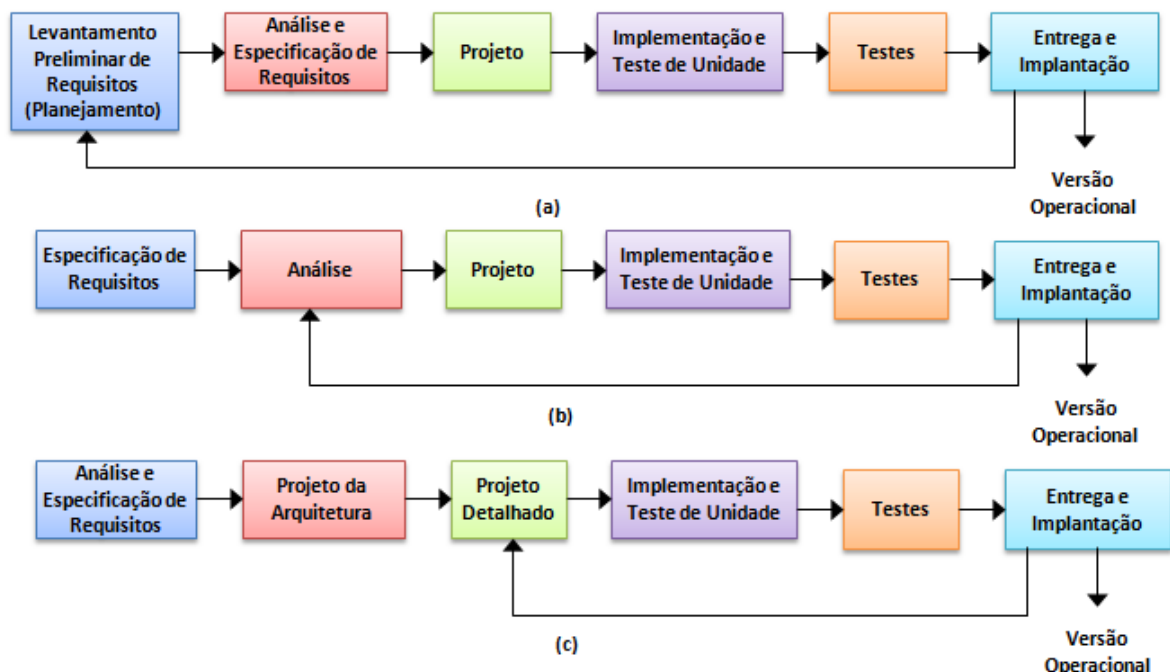 Levantamento
Preliminar de
Requisitos
(Planejamento)
Análise e
Especificação de
Requisitos
Projeto
Implementação e
Teste de Unidade
Testes
Entrega e
Implantação
Versão
Operacional
(a)
Especificação de
Requisitos
Análise
Projeto
Implementação e
Teste de Unidade
Testes
Entrega e
Implantação
Versão
Operacional
(b)
Análise e
Especificação de
Requisitos
Projeto da
Arquitetura
Projeto
Detalhado
Implementação e
Teste de Unidade
Testes
Entrega e
Implantação
Versão
Operacional
(c)